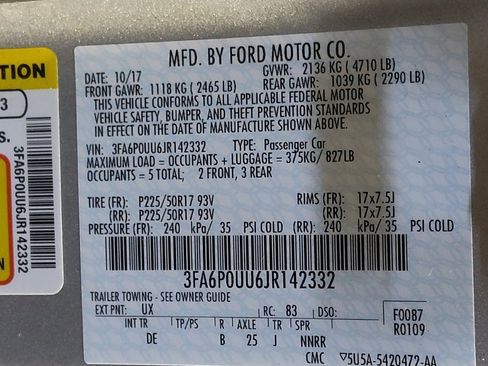 MFD. BY FORD MOTOR CO.
DATE: 10/17 GVWR: 2136 KG ( 4710 LB)
FRONT GAWR: 1118 KG ( 2465 LB) REAR GAWR: 1039 KG ( 2290 LB)
THIS VEHICLE CONFORMS TO ALL APPLICABLE FEDERAL MOTOR
VEHICLE SAFETY, BUMPER, AND THEFT PREVENTION STANDARDS
IN EFFECT ON THE DATE OF MANUFACTURE SHOWN ABOVE.
VIN: 3FA6P0UU6JR142332 TYPE: Passenger Car
MAXIMUM LOAD = OCCUPANTS + LUGGAGE = 375KG/ 827LB
OCCUPANTS = 5 TOTAL; 2 FRONT, 3 REAR
TIRE (FR): P225/50R17 93V RIMS (FR): 17x7.5J
(RR): P225/50R17 93V (RR): 17x7.5J
PRESSURE (FR): 240 kPa/ 35 PSI COLD (RR): 240 kPa/ 35 PSI COLD
3FA6P0UU6JR142332
TRAILER TOWING - SEE OWNER GUIDE
EXT PNT: UX RC: 83 DSO: F0087
R0109
INT TR TP/PS R AXLE TR SPR
DE B 25 J NNRR
CMC ▽5U5A-5420472-AA
TION
3
S.
3FA6P0UU6JR142332
N